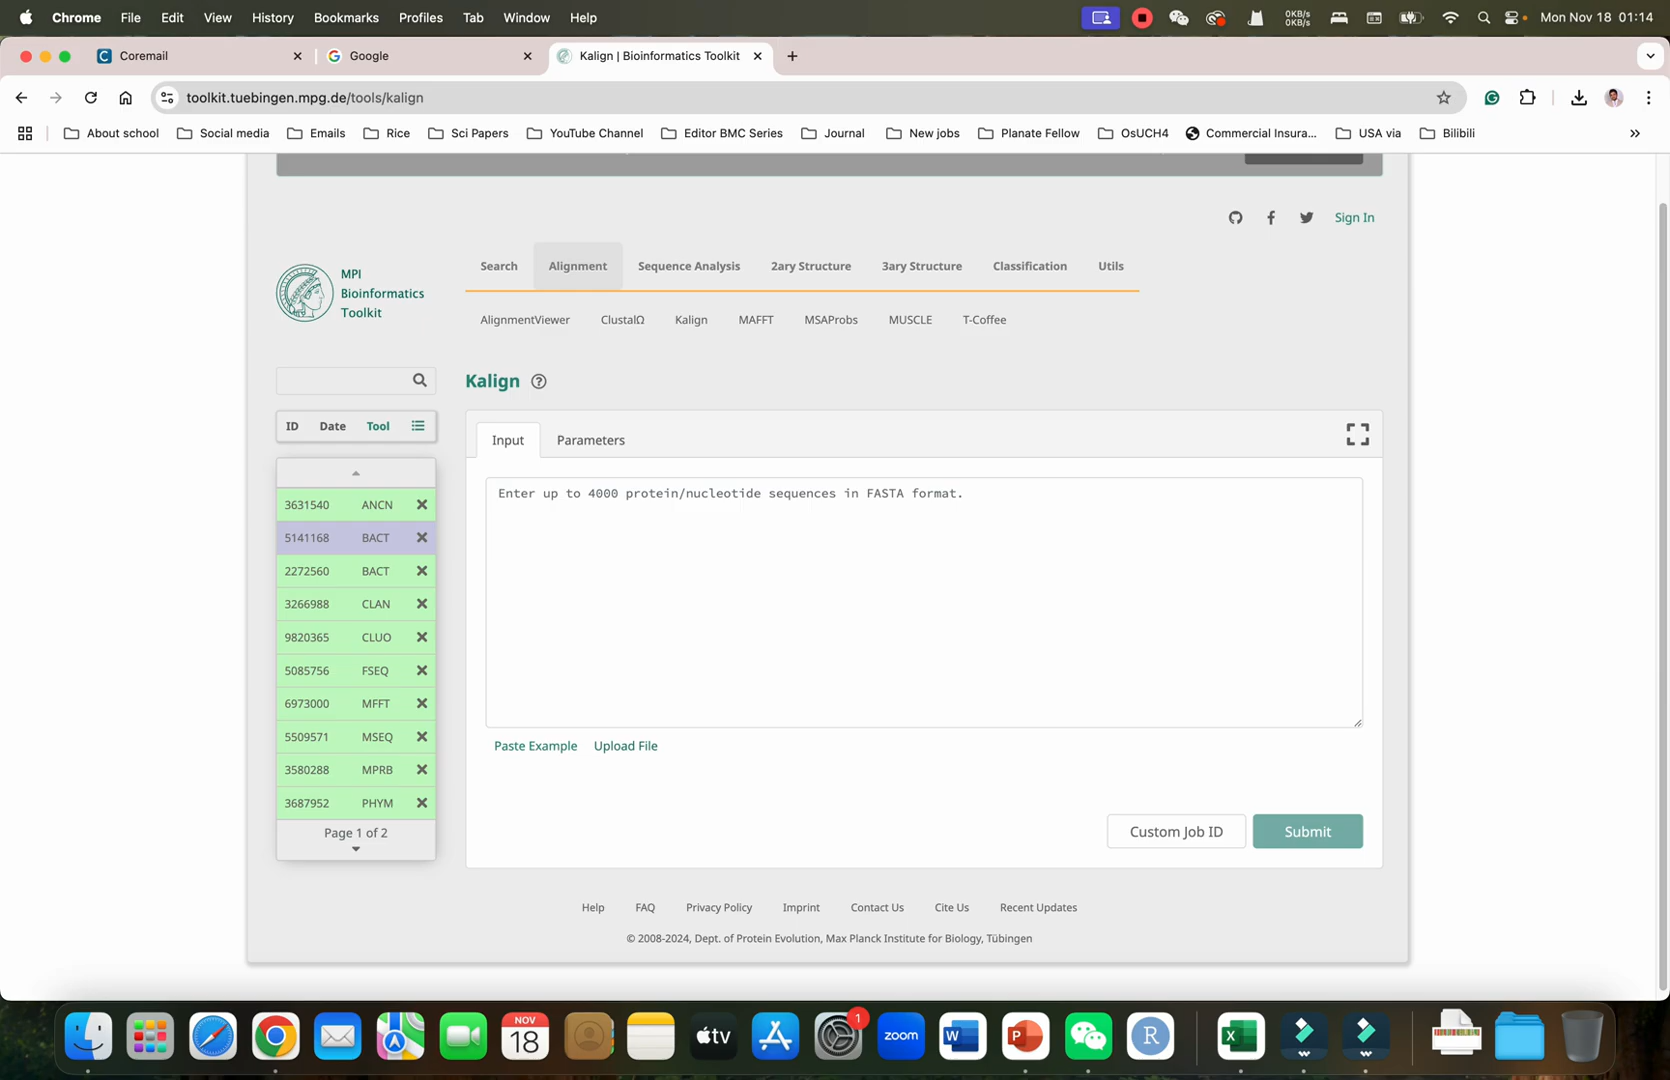 Chrome File Edit View History Bookmarks Profiles Tab Window Help 0KB/s 0KB/s Mon Nov 18 01:14
Coremail Google Kalign | Bioinformatics Toolkit
toolkit.tuebingen.mpg.de/tools/kalign
About school Social media Emails Rice Sci Papers YouTube Channel Editor BMC Series Journal New jobs Planate Fellow OsUCH4 Commercial Insura... USA via Bilibili
Sign In
MPI
Bioinformatics
Toolkit
Search Alignment Sequence Analysis 2ary Structure 3ary Structure Classification Utils
AlignmentViewer ClustalΩ Kalign MAFFT MSAProbs MUSCLE T-Coffee
Kalign
ID Date Tool
3631540 ANCN
5141168 BACT
2272560 BACT
3266988 CLAN
9820365 CLUO
5085756 FSEQ
6973000 MFFT
5509571 MSEQ
3580288 MPRB
3687952 PHYM
Page 1 of 2
Input Parameters
Enter up to 4000 protein/nucleotide sequences in FASTA format.
Paste Example Upload File
Custom Job ID Submit
Help FAQ Privacy Policy Imprint Contact Us Cite Us Recent Updates
© 2008-2024, Dept. of Protein Evolution, Max Planck Institute for Biology, Tübingen
NOV
18
tv
1
zoom
W
P
R
X